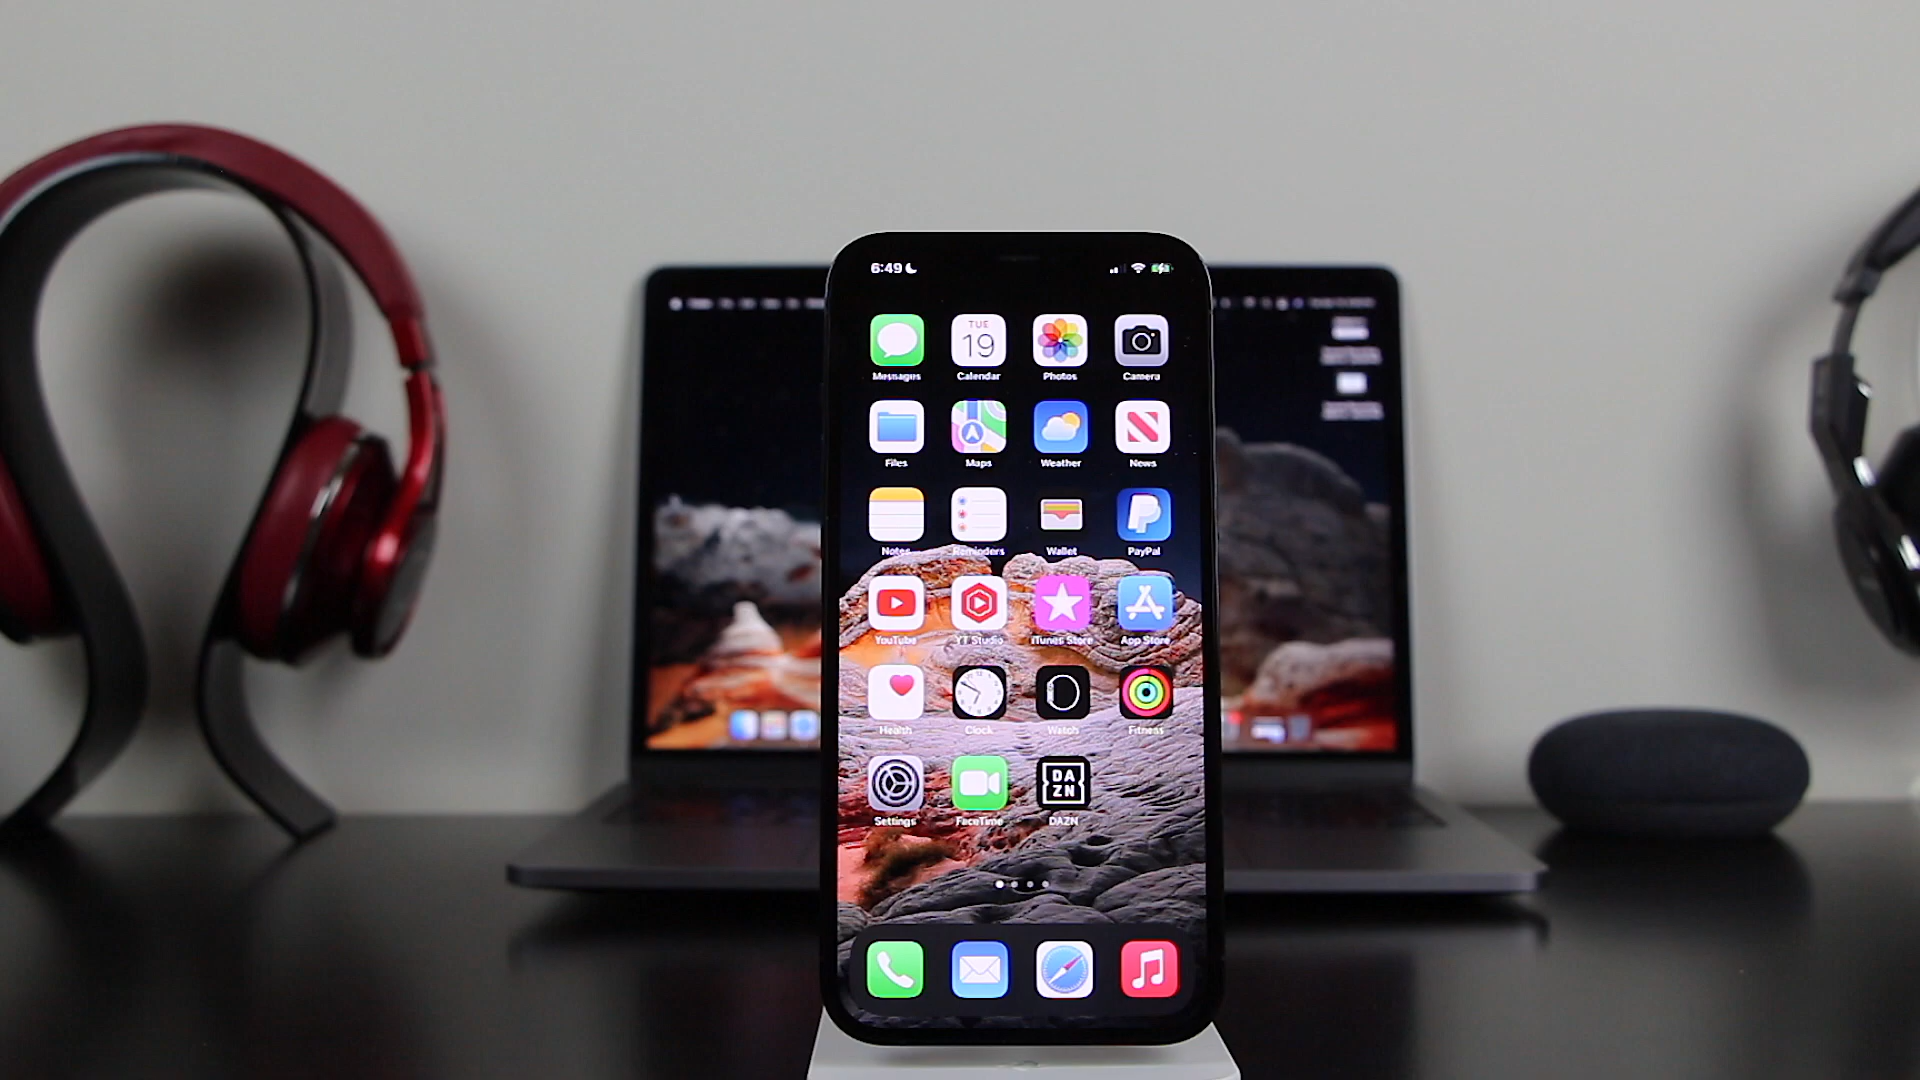 6:49
TUE
19
Messages Calendar Photos Camera
Files Maps Weather News
Notes Reminders Wallet PayPal
YouTube YT Studio iTunes Store App Store
Health Clock Watch Fitness
DA
ZN
Settings FaceTime DAZN